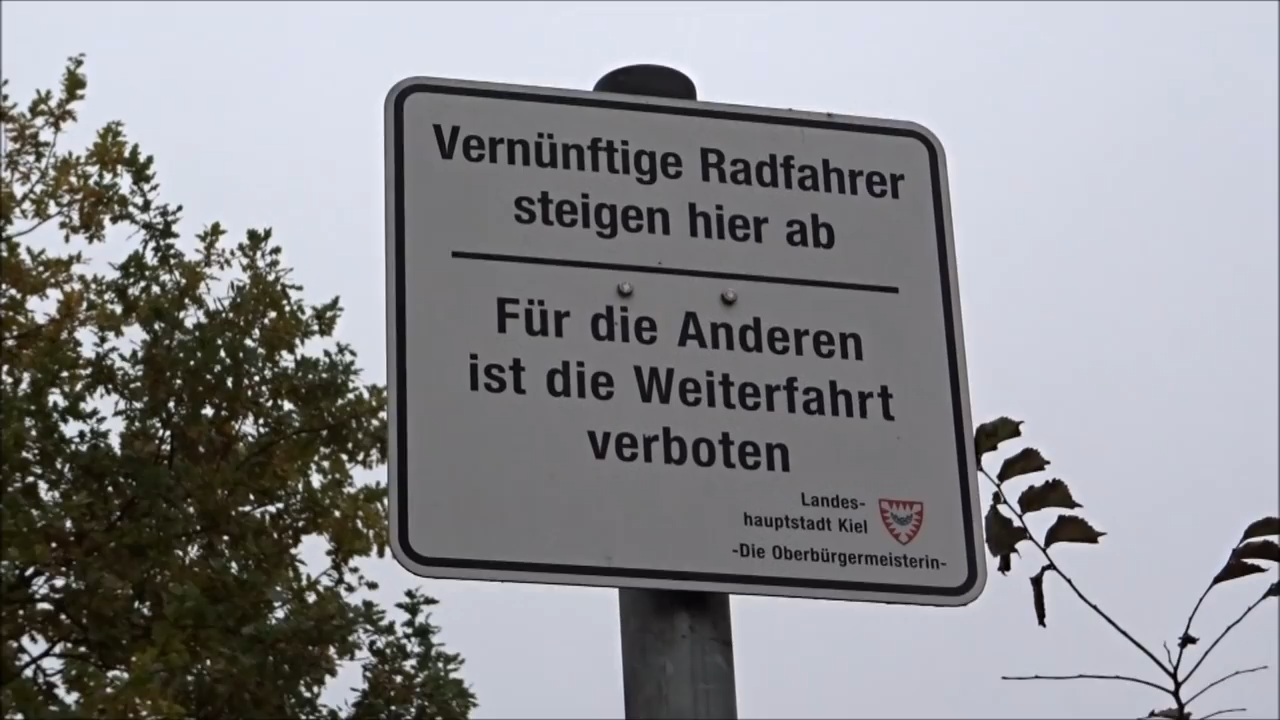 Vernünftige Radfahrer
steigen hier ab
Für die Anderen
ist die Weiterfahrt
verboten
Landes-
hauptstadt Kiel
-Die Oberbürgermeisterin-